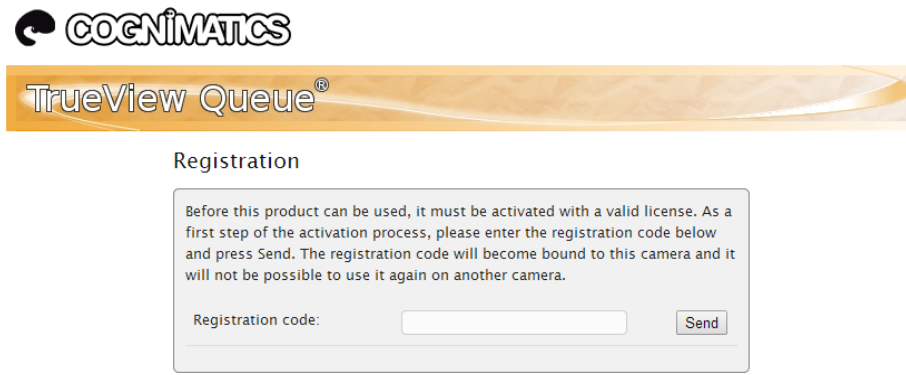 COGNIMATICS
TrueView Queue®
Registration
Before this product can be used, it must be activated with a valid license. As a
first step of the activation process, please enter the registration code below
and press Send. The registration code will become bound to this camera and it
will not be possible to use it again on another camera.
Registration code:
Send